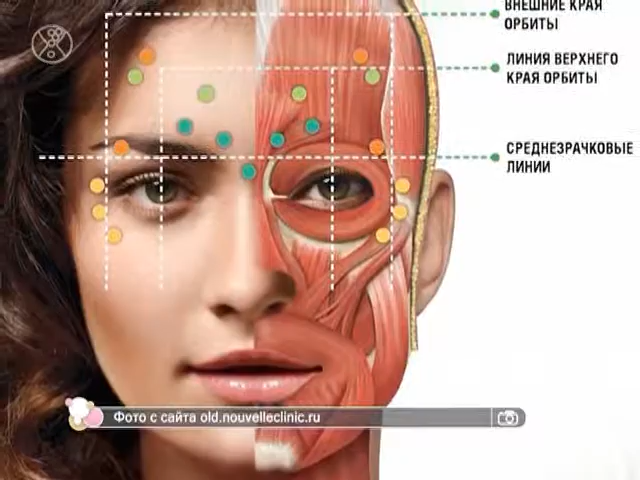 ВНЕШНИЕ КРАЯ
ОРБИТЫ
ЛИНИЯ ВЕРХНЕГО
КРАЯ ОРБИТЫ
СРЕДНЕЗРАЧКОВЫЕ
ЛИНИИ
Фото с сайта old.nouvelleclinic.ru